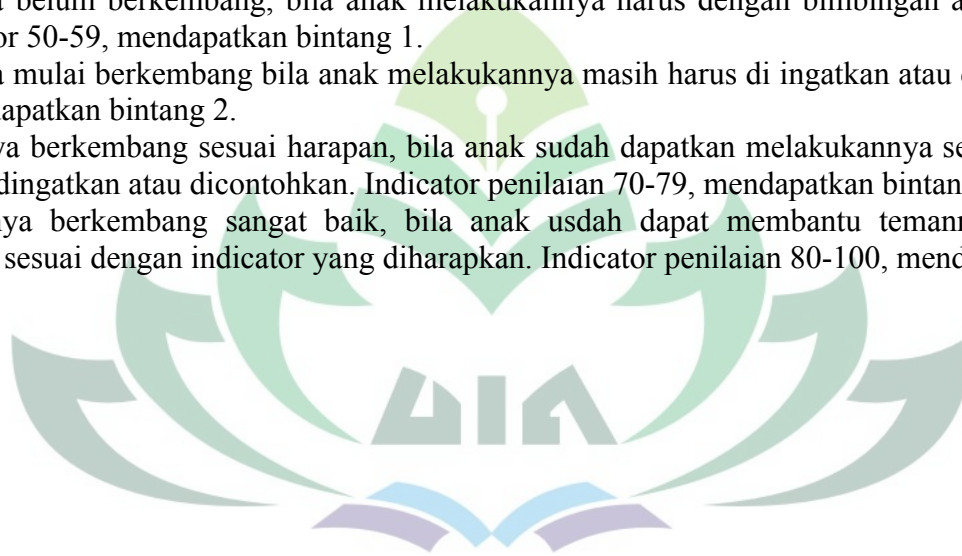 belum berkembang, bila anak melakukannya harus dengan bimbingan
or 50-59, mendapatkan bintang 1.
a mulai berkembang bila anak melakukannya masih harus di ingatkan atau
dapatkan bintang 2.
ya berkembang sesuai harapan, bila anak sudah dapatkan melakukannya se
dingatkan atau dicontohkan. Indicator penilaian 70-79, mendapatkan bintan
nya berkembang sangat baik, bila anak usdah dapat membantu temann
sesuai dengan indicator yang diharapkan. Indicator penilaian 80-100, mend
UIN